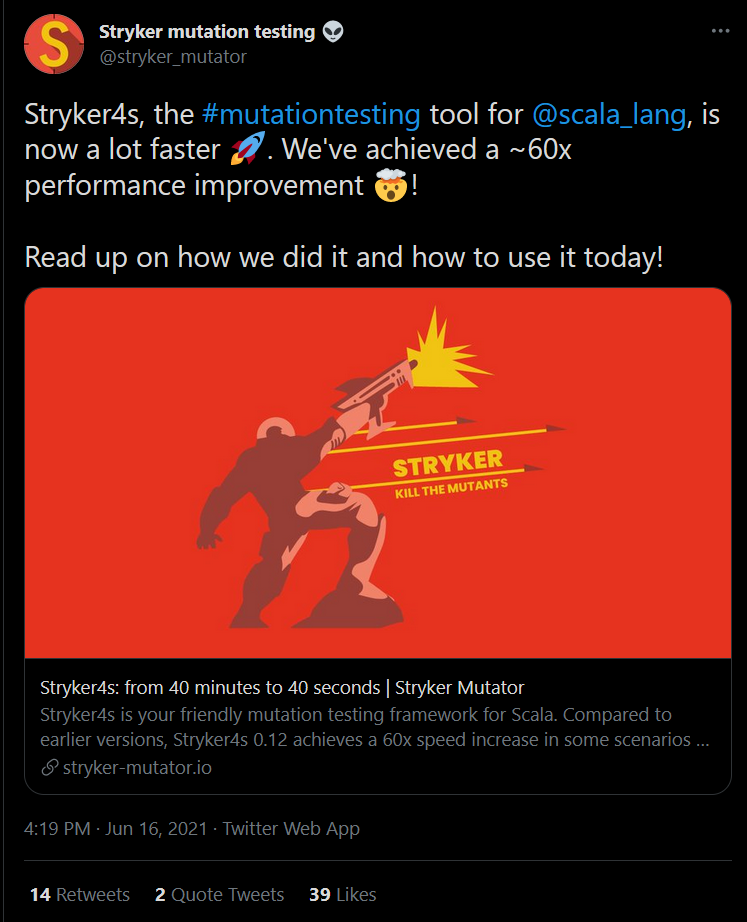 Stryker mutation testing 👽
@stryker_mutator
S
Stryker4s, the #mutationtesting tool for @scala_lang, is
now a lot faster 🚀. We've achieved a ~60x
performance improvement 🤯!
Read up on how we did it and how to use it today!
STRYKER
KILL THE MUTANTS
Stryker4s: from 40 minutes to 40 seconds | Stryker Mutator
Stryker4s is your friendly mutation testing framework for Scala. Compared to
earlier versions, Stryker4s 0.12 achieves a 60x speed increase in some scenarios ...
stryker-mutator.io
4:19 PM · Jun 16, 2021 · Twitter Web App
14 Retweets 2 Quote Tweets 39 Likes